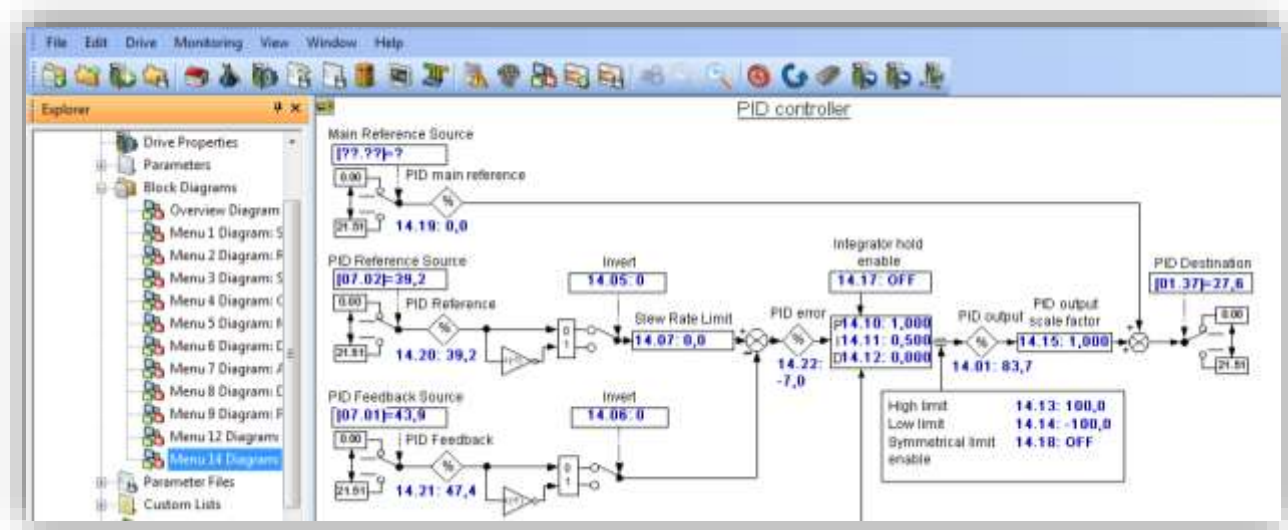 File Edit Drive Monitoring View Window Help
Explorer
Drive Properties
Parameters
Block Diagrams
Overview Diagram
Menu 1 Diagram: S
Menu 2 Diagram: F
Menu 3 Diagram: S
Menu 4 Diagram: C
Menu 5 Diagram:
Menu 6 Diagram: D
Menu 7 Diagram: A
Menu 8 Diagram: C
Menu 9 Diagram: F
Menu 12 Diagram:
Menu 14 Diagram:
Parameter Files
Custom Lists
PID controller
Main Reference Source
[??.??]=?
0.00
PID main reference
%
21.51
14.19: 0,0
PID Reference Source
[07.02]=39,2
0.00
PID Reference
%
21.51
14.20: 39,2
Invert
14.05: 0
0
1
Slew Rate Limit
14.07: 0,0
PID Feedback Source
[07.01]=43,9
0.00
PID Feedback
%
21.51
14.21: 47,4
Invert
14.06: 0
0
1
PID error
%
14.22:
-7,0
Integrator hold
enable
14.17: OFF
P14.10: 1,000
I14.11: 0,500
D14.12: 0,000
PID output
%
14.01: 83,7
PID output
scale factor
14.15: 1,000
High limit 14.13: 100,0
Low limit 14.14: -100,0
Symmetrical limit 14.18: OFF
enable
PID Destination
[01.37]=27,6
0.00
21.51